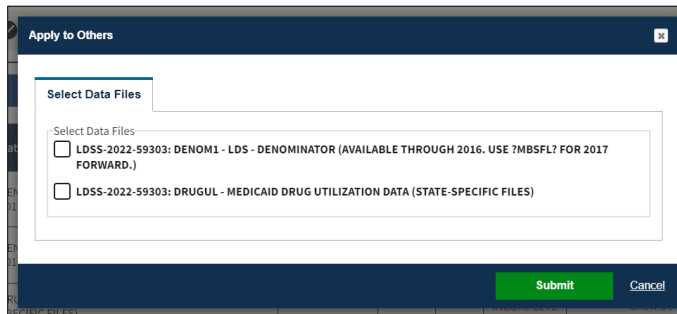 Apply to Others
Select Data Files
Select Data Files
LDSS-2022-59303: DENOM1 - LDS - DENOMINATOR (AVAILABLE THROUGH 2016. USE ?MBSFL? FOR 2017
FORWARD.)
LDSS-2022-59303: DRUGUL - MEDICAID DRUG UTILIZATION DATA (STATE-SPECIFIC FILES)
Submit
Cancel